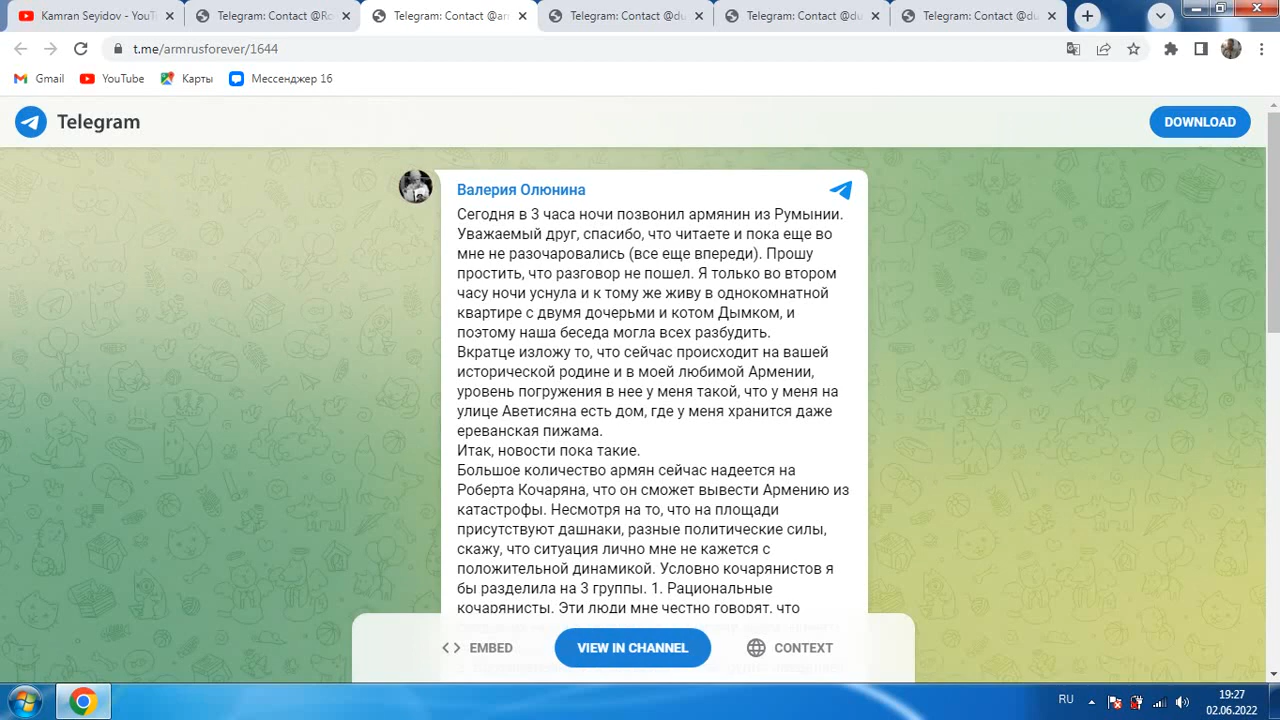 Kamran Seyidov - YouT
Telegram: Contact @Ro
Telegram: Contact @ar
Telegram: Contact @du
Telegram: Contact @du
Telegram: Contact @du
t.me/armrusforever/1644
Gmail
YouTube
Карты
Мессенджер 16
Telegram
DOWNLOAD
Валерия Олюнина
Сегодня в 3 часа ночи позвонил армянин из Румынии.
Уважаемый друг, спасибо, что читаете и пока еще во
мне не разочаровались (все еще впереди). Прошу
простить, что разговор не пошел. Я только во втором
часу ночи уснула и к тому же живу в однокомнатной
квартире с двумя дочерьми и котом Дымком, и
поэтому наша беседа могла всех разбудить.
Вкратце изложу то, что сейчас происходит на вашей
исторической родине и в моей любимой Армении,
уровень погружения в нее у меня такой, что у меня на
улице Аветисяна есть дом, где у меня хранится даже
ереванская пижама.
Итак, новости пока такие.
Большое количество армян сейчас надеется на
Роберта Кочаряна, что он сможет вывести Армению из
катастрофы. Несмотря на то, что на площади
присутствуют дашнаки, разные политические силы,
скажу, что ситуация лично мне не кажется с
положительной динамикой. Условно кочарянистов я
бы разделила на 3 группы. 1. Рациональные
кочарянисты. Эти люди мне честно говорят, что
EMBED
VIEW IN CHANNEL
CONTEXT
RU
19:27
02.06.2022